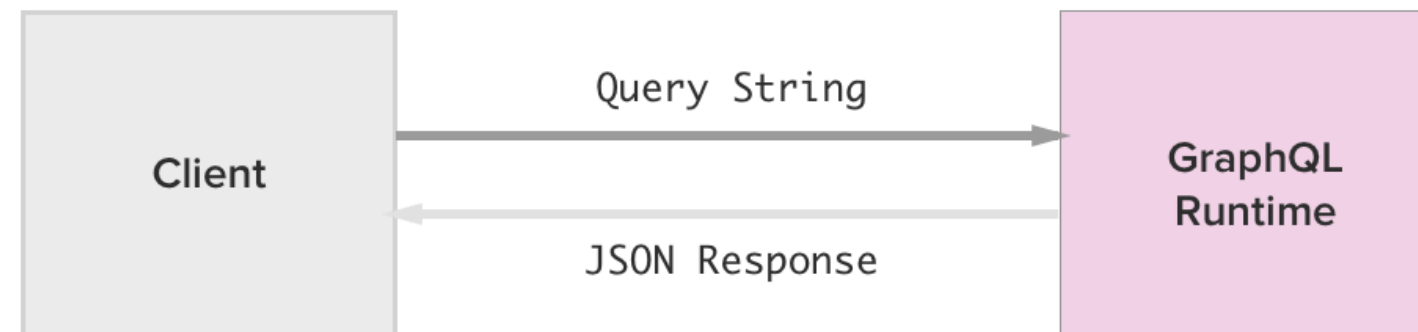 Query String
Client
GraphQL
Runtime
JSON Response